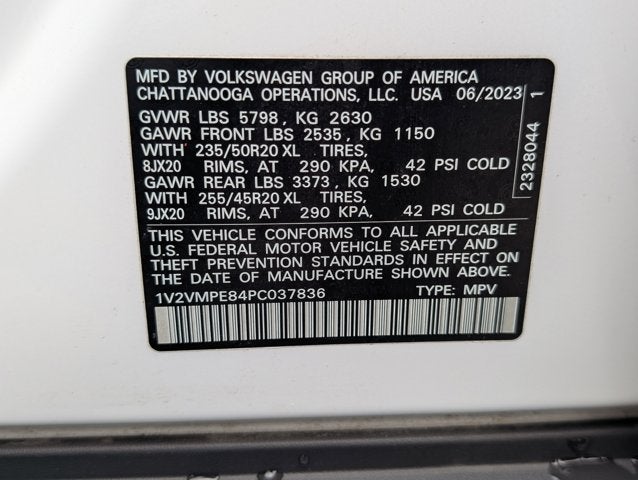 MFD BY VOLKSWAGEN GROUP OF AMERICA
CHATTANOOGA OPERATIONS, LLC. USA 06/2023
GVWR LBS 5798, KG 2630
GAWR FRONT LBS 2535, KG 1150
WITH 235/50R20 XL TIRES,
8JX20 RIMS, AT 290 KPA, 42 PSI COLD
GAWR REAR LBS 3373, KG 1530
WITH 255/45R20 XL TIRES,
9JX20 RIMS, AT 290 KPA, 42 PSI COLD
THIS VEHICLE CONFORMS TO ALL APPLICABLE
U.S. FEDERAL MOTOR VEHICLE SAFETY AND
THEFT PREVENTION STANDARDS IN EFFECT ON
THE DATE OF MANUFACTURE SHOWN ABOVE.
1V2VMPE84PC037836 TYPE: MPV
2328044 1